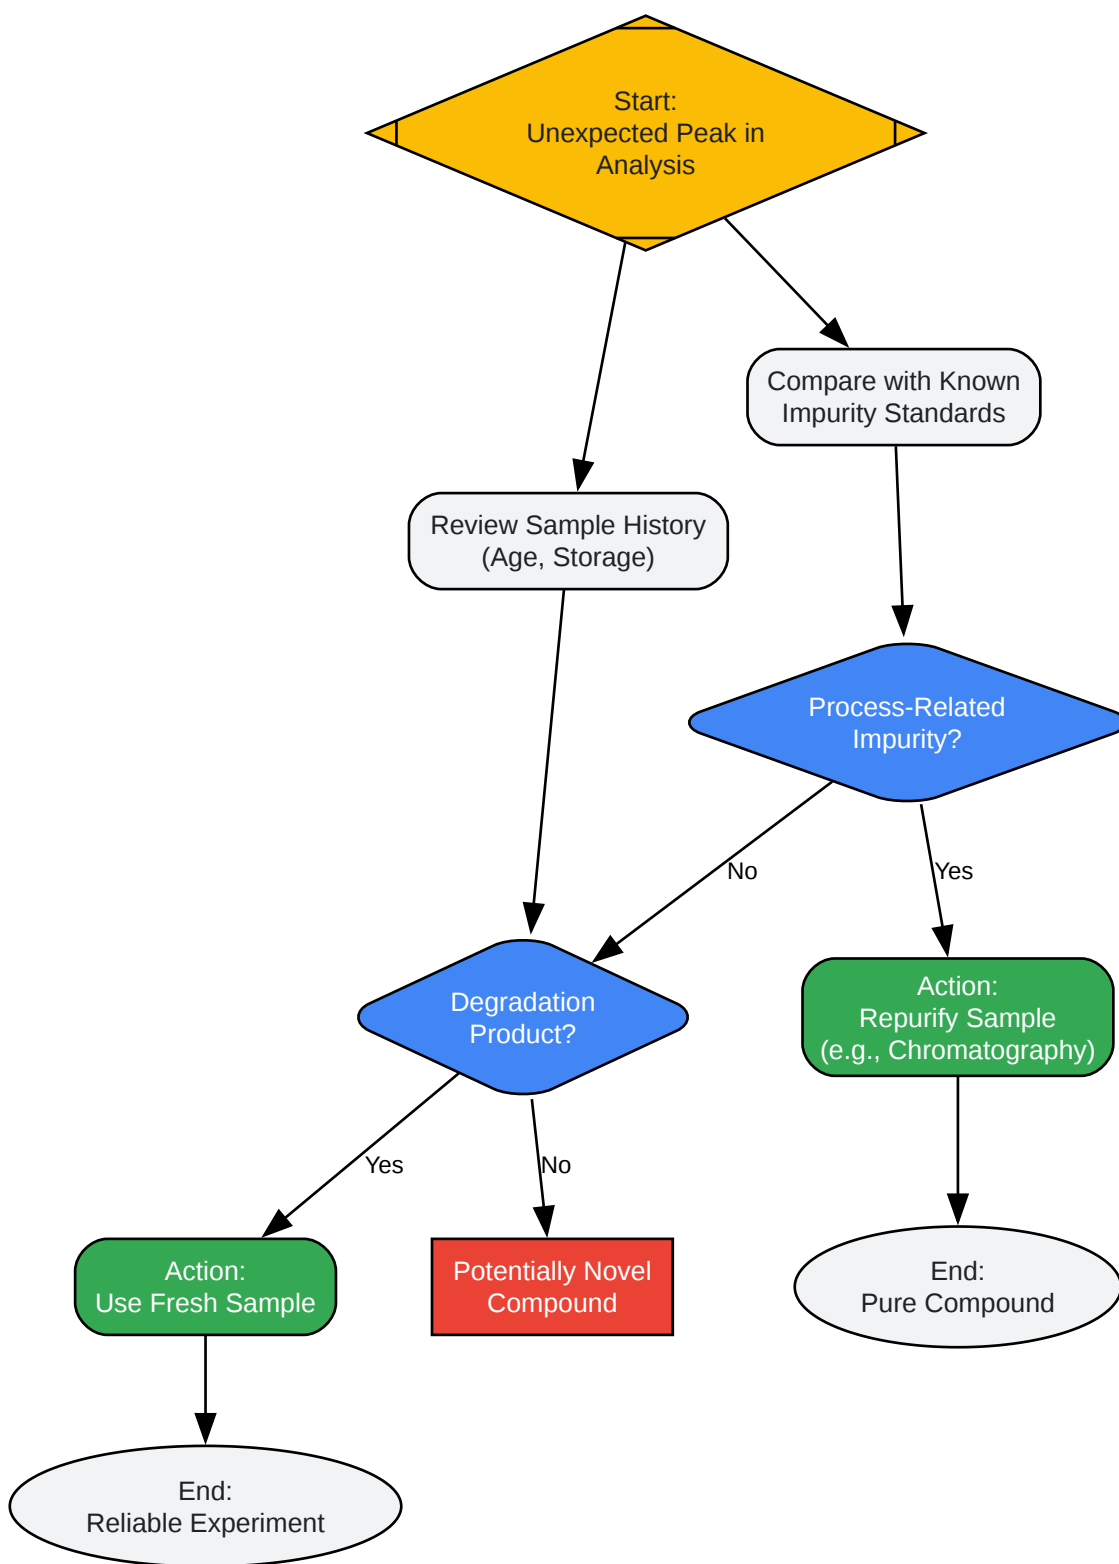 Start:
Unexpected Peak in
Analysis
Compare with Known
Impurity Standards
Review Sample History
(Age, Storage)
Process-Related
Impurity?
No
Yes
Degradation
Product?
Action:
Repurify Sample
(e.g., Chromatography)
Yes
No
Action:
Use Fresh Sample
Potentially Novel
Compound
End:
Pure Compound
End:
Reliable Experiment